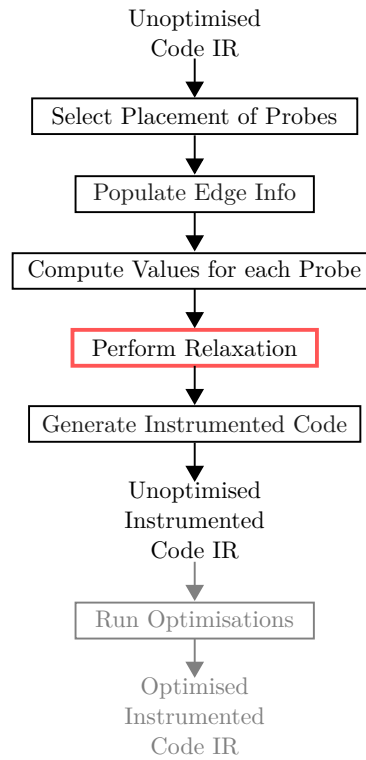 Unoptimised
Code IR
Select Placement of Probes
Populate Edge Info
Compute Values for each Probe
Perform Relaxation
Generate Instrumented Code
Unoptimised
Instrumented
Code IR
Run Optimisations
Optimised
Instrumented
Code IR